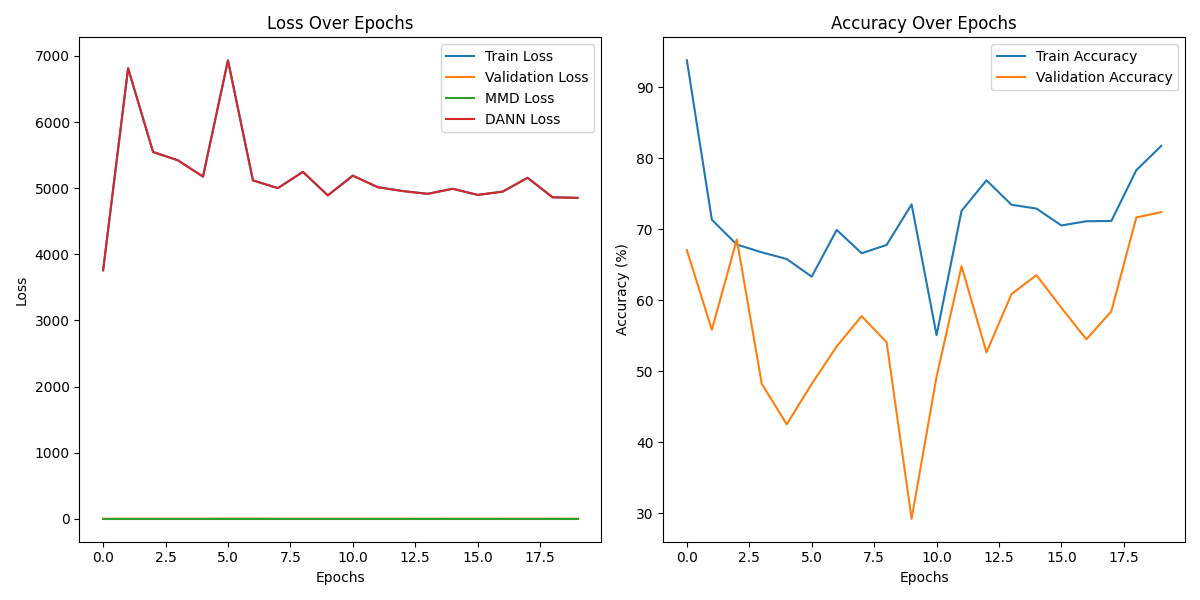 Loss Over Epochs
Train Loss
Validation Loss
MMD Loss
DANN Loss
7000
6000
5000
4000
3000
2000
1000
0
Loss
0.0 2.5 5.0 7.5 10.0 12.5 15.0 17.5
Epochs
Accuracy Over Epochs
Train Accuracy
Validation Accuracy
90
80
70
60
50
40
30
Accuracy (%)
0.0 2.5 5.0 7.5 10.0 12.5 15.0 17.5
Epochs